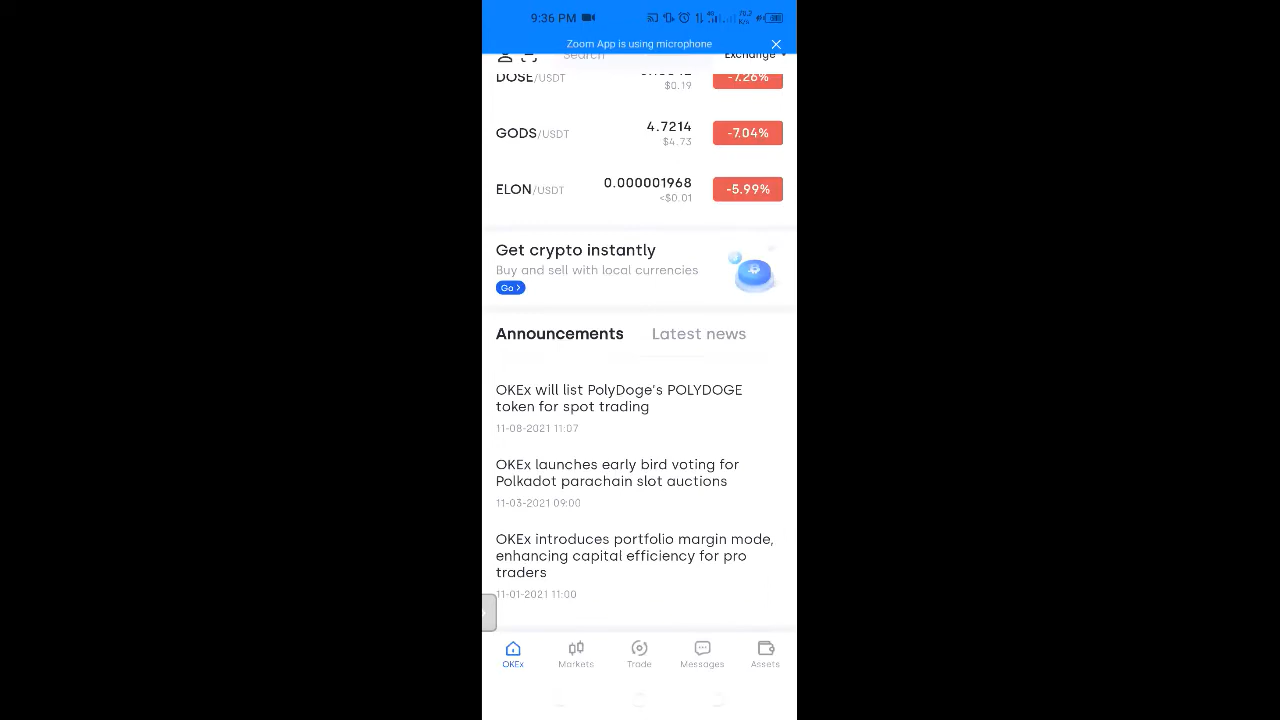 9:36 PM
4G
70.3
K/s
Zoom App is using microphone
Search
Exchange
DOSE/USDT
$0.19
-7.26%
GODS/USDT
4.7214
$4.73
-7.04%
ELON/USDT
0.000001968
<$0.01
-5.99%
Get crypto instantly
Buy and sell with local currencies
Go >
Announcements
Latest news
OKEx will list PolyDoge's POLYDOGE
token for spot trading
11-08-2021 11:07
OKEx launches early bird voting for
Polkadot parachain slot auctions
11-03-2021 09:00
OKEx introduces portfolio margin mode,
enhancing capital efficiency for pro
traders
11-01-2021 11:00
OKEx
Markets
Trade
Messages
Assets